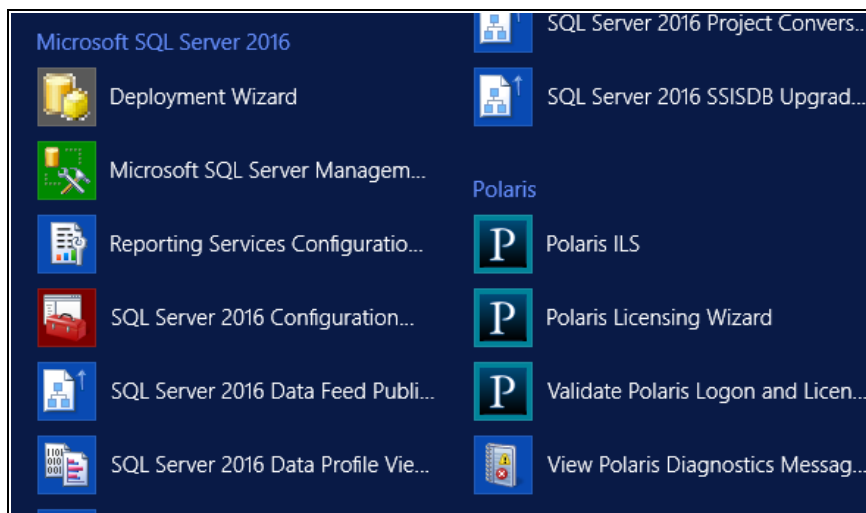 Microsoft SQL Server 2016
Deployment Wizard
Microsoft SQL Server Managem...
Reporting Services Configuratio...
SQL Server 2016 Configuration...
SQL Server 2016 Data Feed Publi...
SQL Server 2016 Data Profile Vie...
SQL Server 2016 Project Convers...
SQL Server 2016 SSISDB Upgrad...
Polaris
P Polaris ILS
P Polaris Licensing Wizard
P Validate Polaris Logon and Licen...
View Polaris Diagnostics Messag...